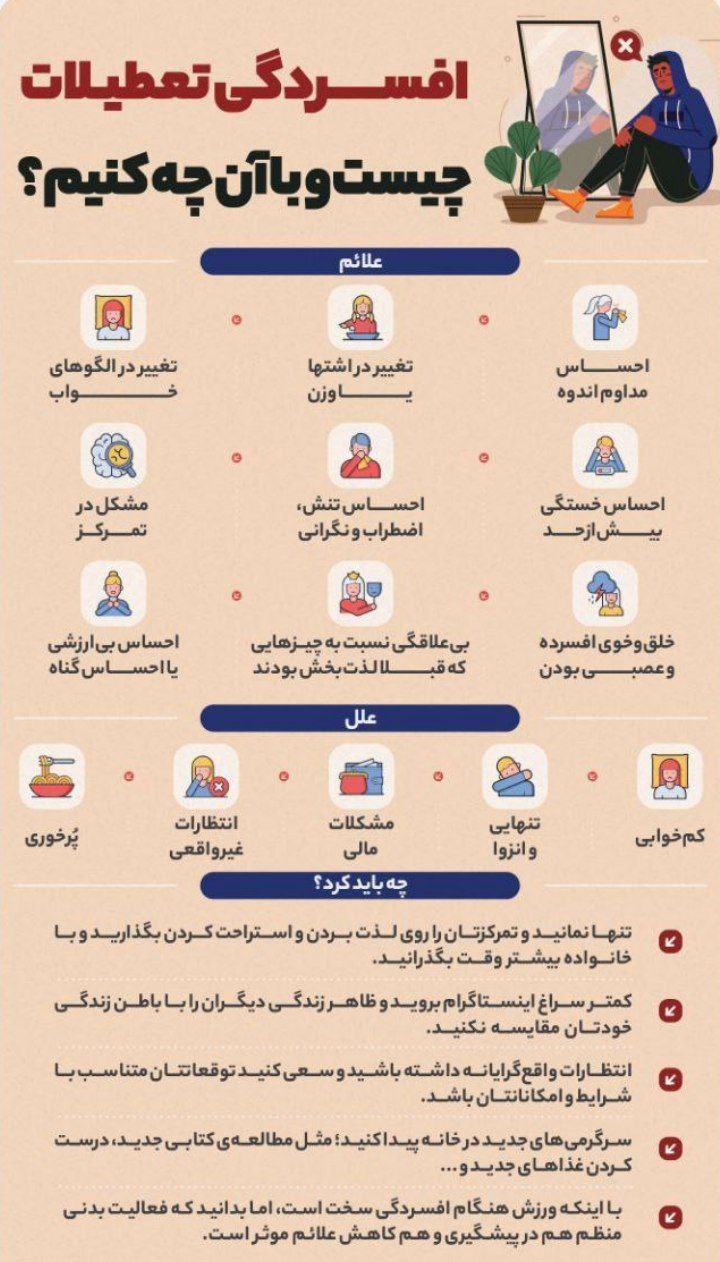 افسردگی تعطیلات
چیست و با آن چه کنیم؟
علائم
احساس
مداوم اندوه
تغییر در اشتها
یا وزن
تغییر در الگوهای
خواب
احساس خستگی
بیش از حد
احساس تنش،
اضطراب و نگرانی
مشکل در
تمرکز
خلق و خوی افسرده
و عصبی بودن
بی‌علاقگی نسبت به چیزهایی
که قبلا لذت‌بخش بودند
احساس بی‌ارزشی
یا احساس گناه
علل
کم‌خوابی
تنهایی
و انزوا
مشکلات
مالی
انتظارات
غیرواقعی
پُرخوری
چه باید کرد؟
تنها نمانید و تمرکزتان را روی لذت بردن و استراحت کردن بگذارید و با
خانواده بیشتر وقت بگذرانید.
کمتر سراغ اینستاگرام بروید و ظاهر زندگی دیگران را با باطن زندگی
خودتان مقایسه نکنید.
انتظارات واقع‌گرایانه داشته باشید و سعی کنید توقعاتتان متناسب با
شرایط و امکاناتتان باشد.
سرگرمی‌های جدید در خانه پیدا کنید؛ مثل مطالعه‌ی کتابی جدید، درست
کردن غذاهای جدید و ...
با اینکه ورزش هنگام افسردگی سخت است، اما بدانید که فعالیت بدنی
منظم هم در پیشگیری و هم کاهش علائم موثر است.